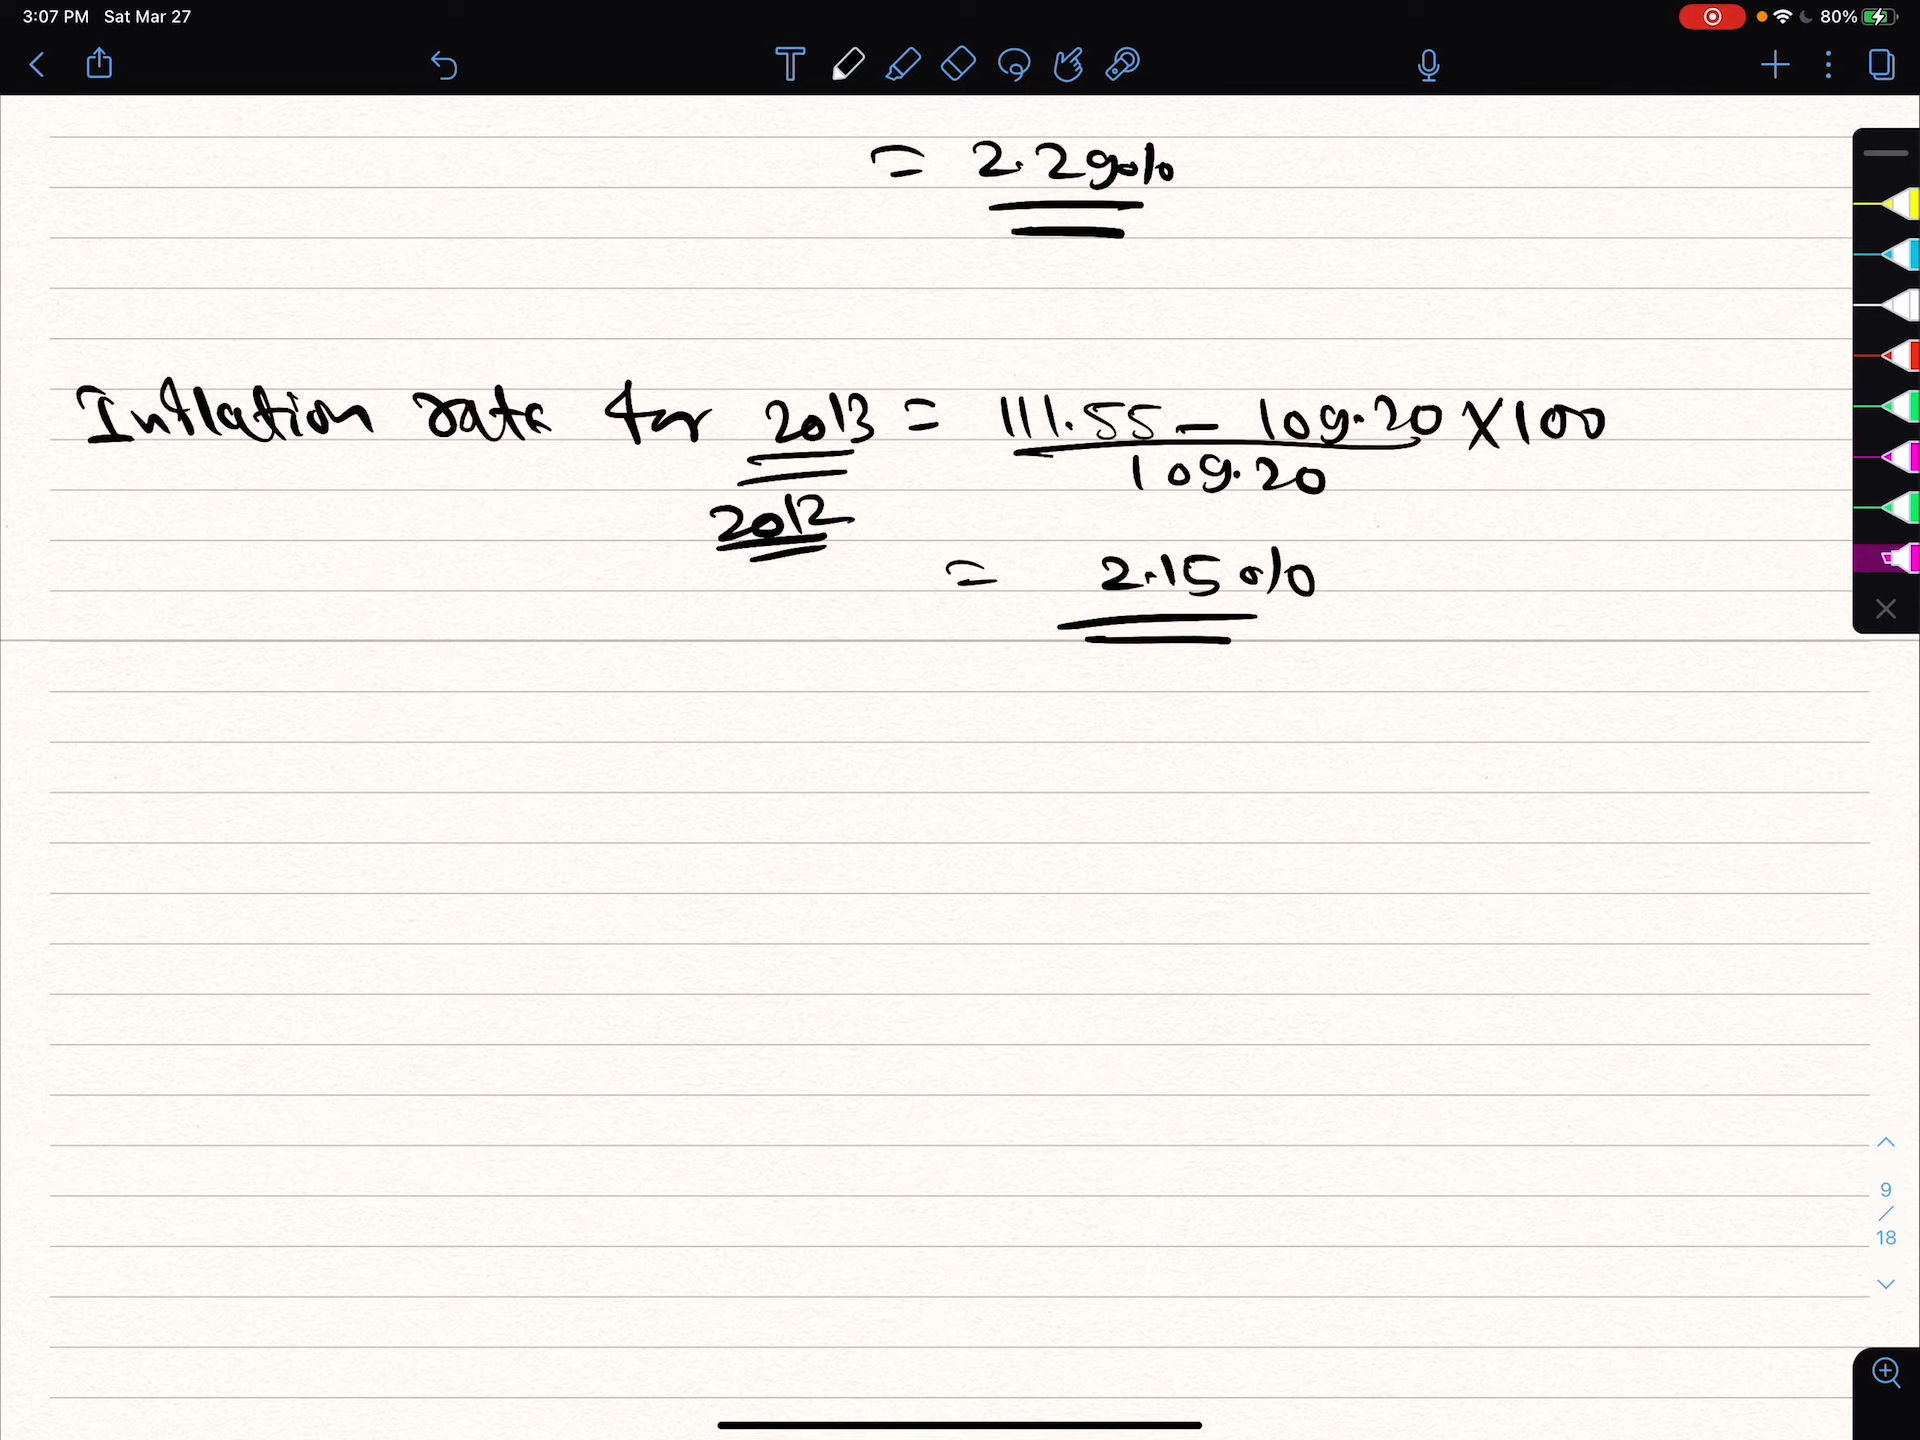 3:07 PM Sat Mar 27
80%
T
= 2.29%
Inflation rate for 2013 = 111.55 - 109.20 X 100
109.20
2012
= 2.15 %
9
/
18